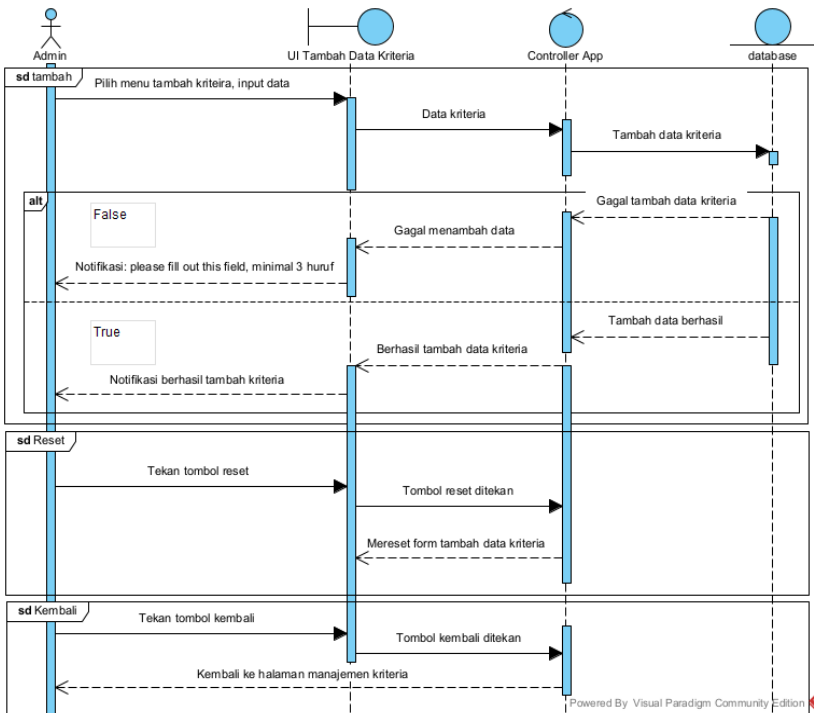 Admin
UI Tambah Data Kriteria
Controller App
database
sd tambah
Pilih menu tambah kriteira, input data
Data kriteria
Tambah data kriteria
alt
False
Gagal tambah data kriteria
Gagal menambah data
Notifikasi: please fill out this field, minimal 3 huruf
True
Tambah data berhasil
Berhasil tambah data kriteria
Notifikasi berhasil tambah kriteria
sd Reset
Tekan tombol reset
Tombol reset ditekan
Mereset form tambah data kriteria
sd Kembali
Tekan tombol kembali
Tombol kembali ditekan
Kembali ke halaman manajemen kriteria
Powered By Visual Paradigm Community Edition